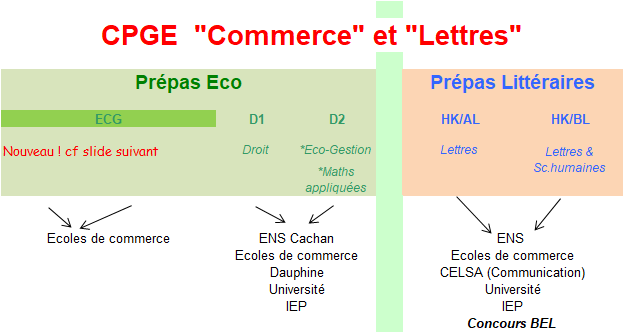 CPGE "Commerce" et "Lettres"
Prépas Eco
Prépas Littéraires
ECG
D1
D2
HK/AL
HK/BL
Nouveau ! cf slide suivant
Droit
*Eco-Gestion
*Maths
appliquées
Lettres
Lettres &
Sc.humaines
Ecoles de commerce
ENS Cachan
Ecoles de commerce
Dauphine
Université
IEP
ENS
Ecoles de commerce
CELSA (Communication)
Université
IEP
Concours BEL